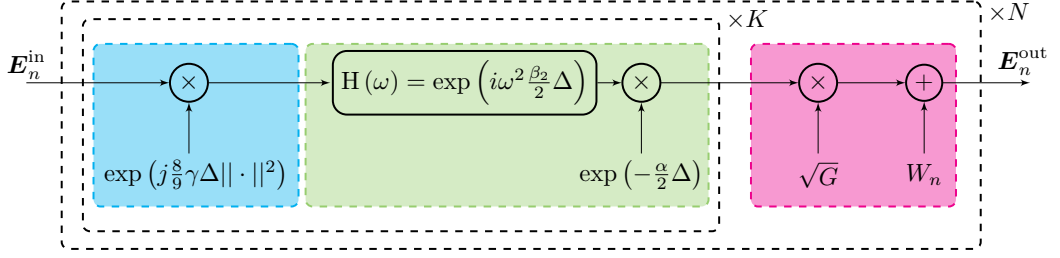 ×K
×N
E_n^in
×
H(ω) = exp(iω² β₂/2 Δ)
×
×
+
E_n^out
exp(j 8/9 γΔ||·||²)
exp(−α/2 Δ)
√G
W_n